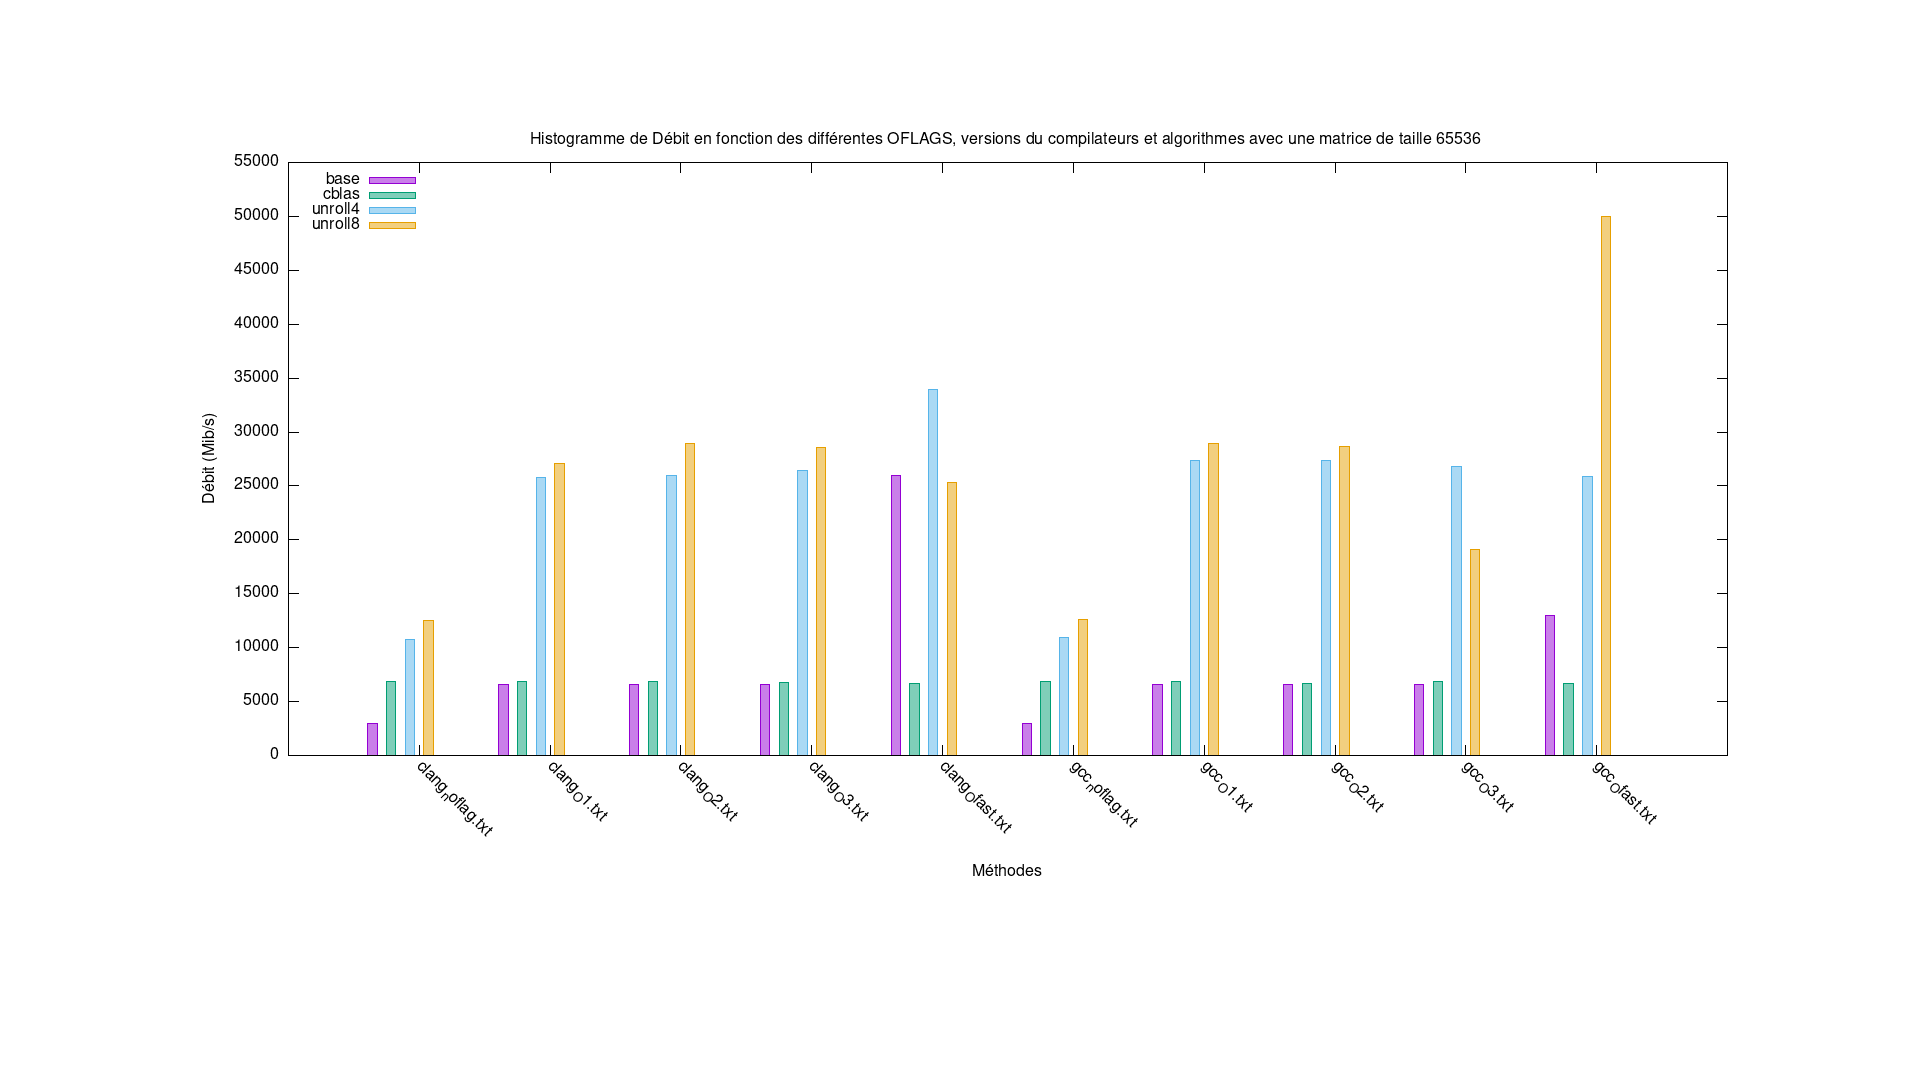 Histogramme de Débit en fonction des différentes OFLAGS, versions du compilateurs et algorithmes avec une matrice de taille 65536
55000
50000
45000
40000
35000
30000
25000
20000
15000
10000
5000
0
Débit (Mib/s)
base
cblas
unroll4
unroll8
clangnoflag.txt
clangO1.txt
clangO2.txt
clangO3.txt
clangOfast.txt
gccnoflag.txt
gccO1.txt
gccO2.txt
gccO3.txt
gccOfast.txt
Méthodes